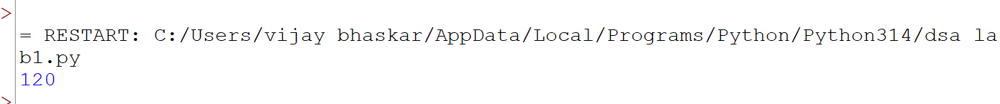 >
= RESTART: C:/Users/vijay bhaskar/AppData/Local/Programs/Python/Python314/dsa la
b1.py
120
>